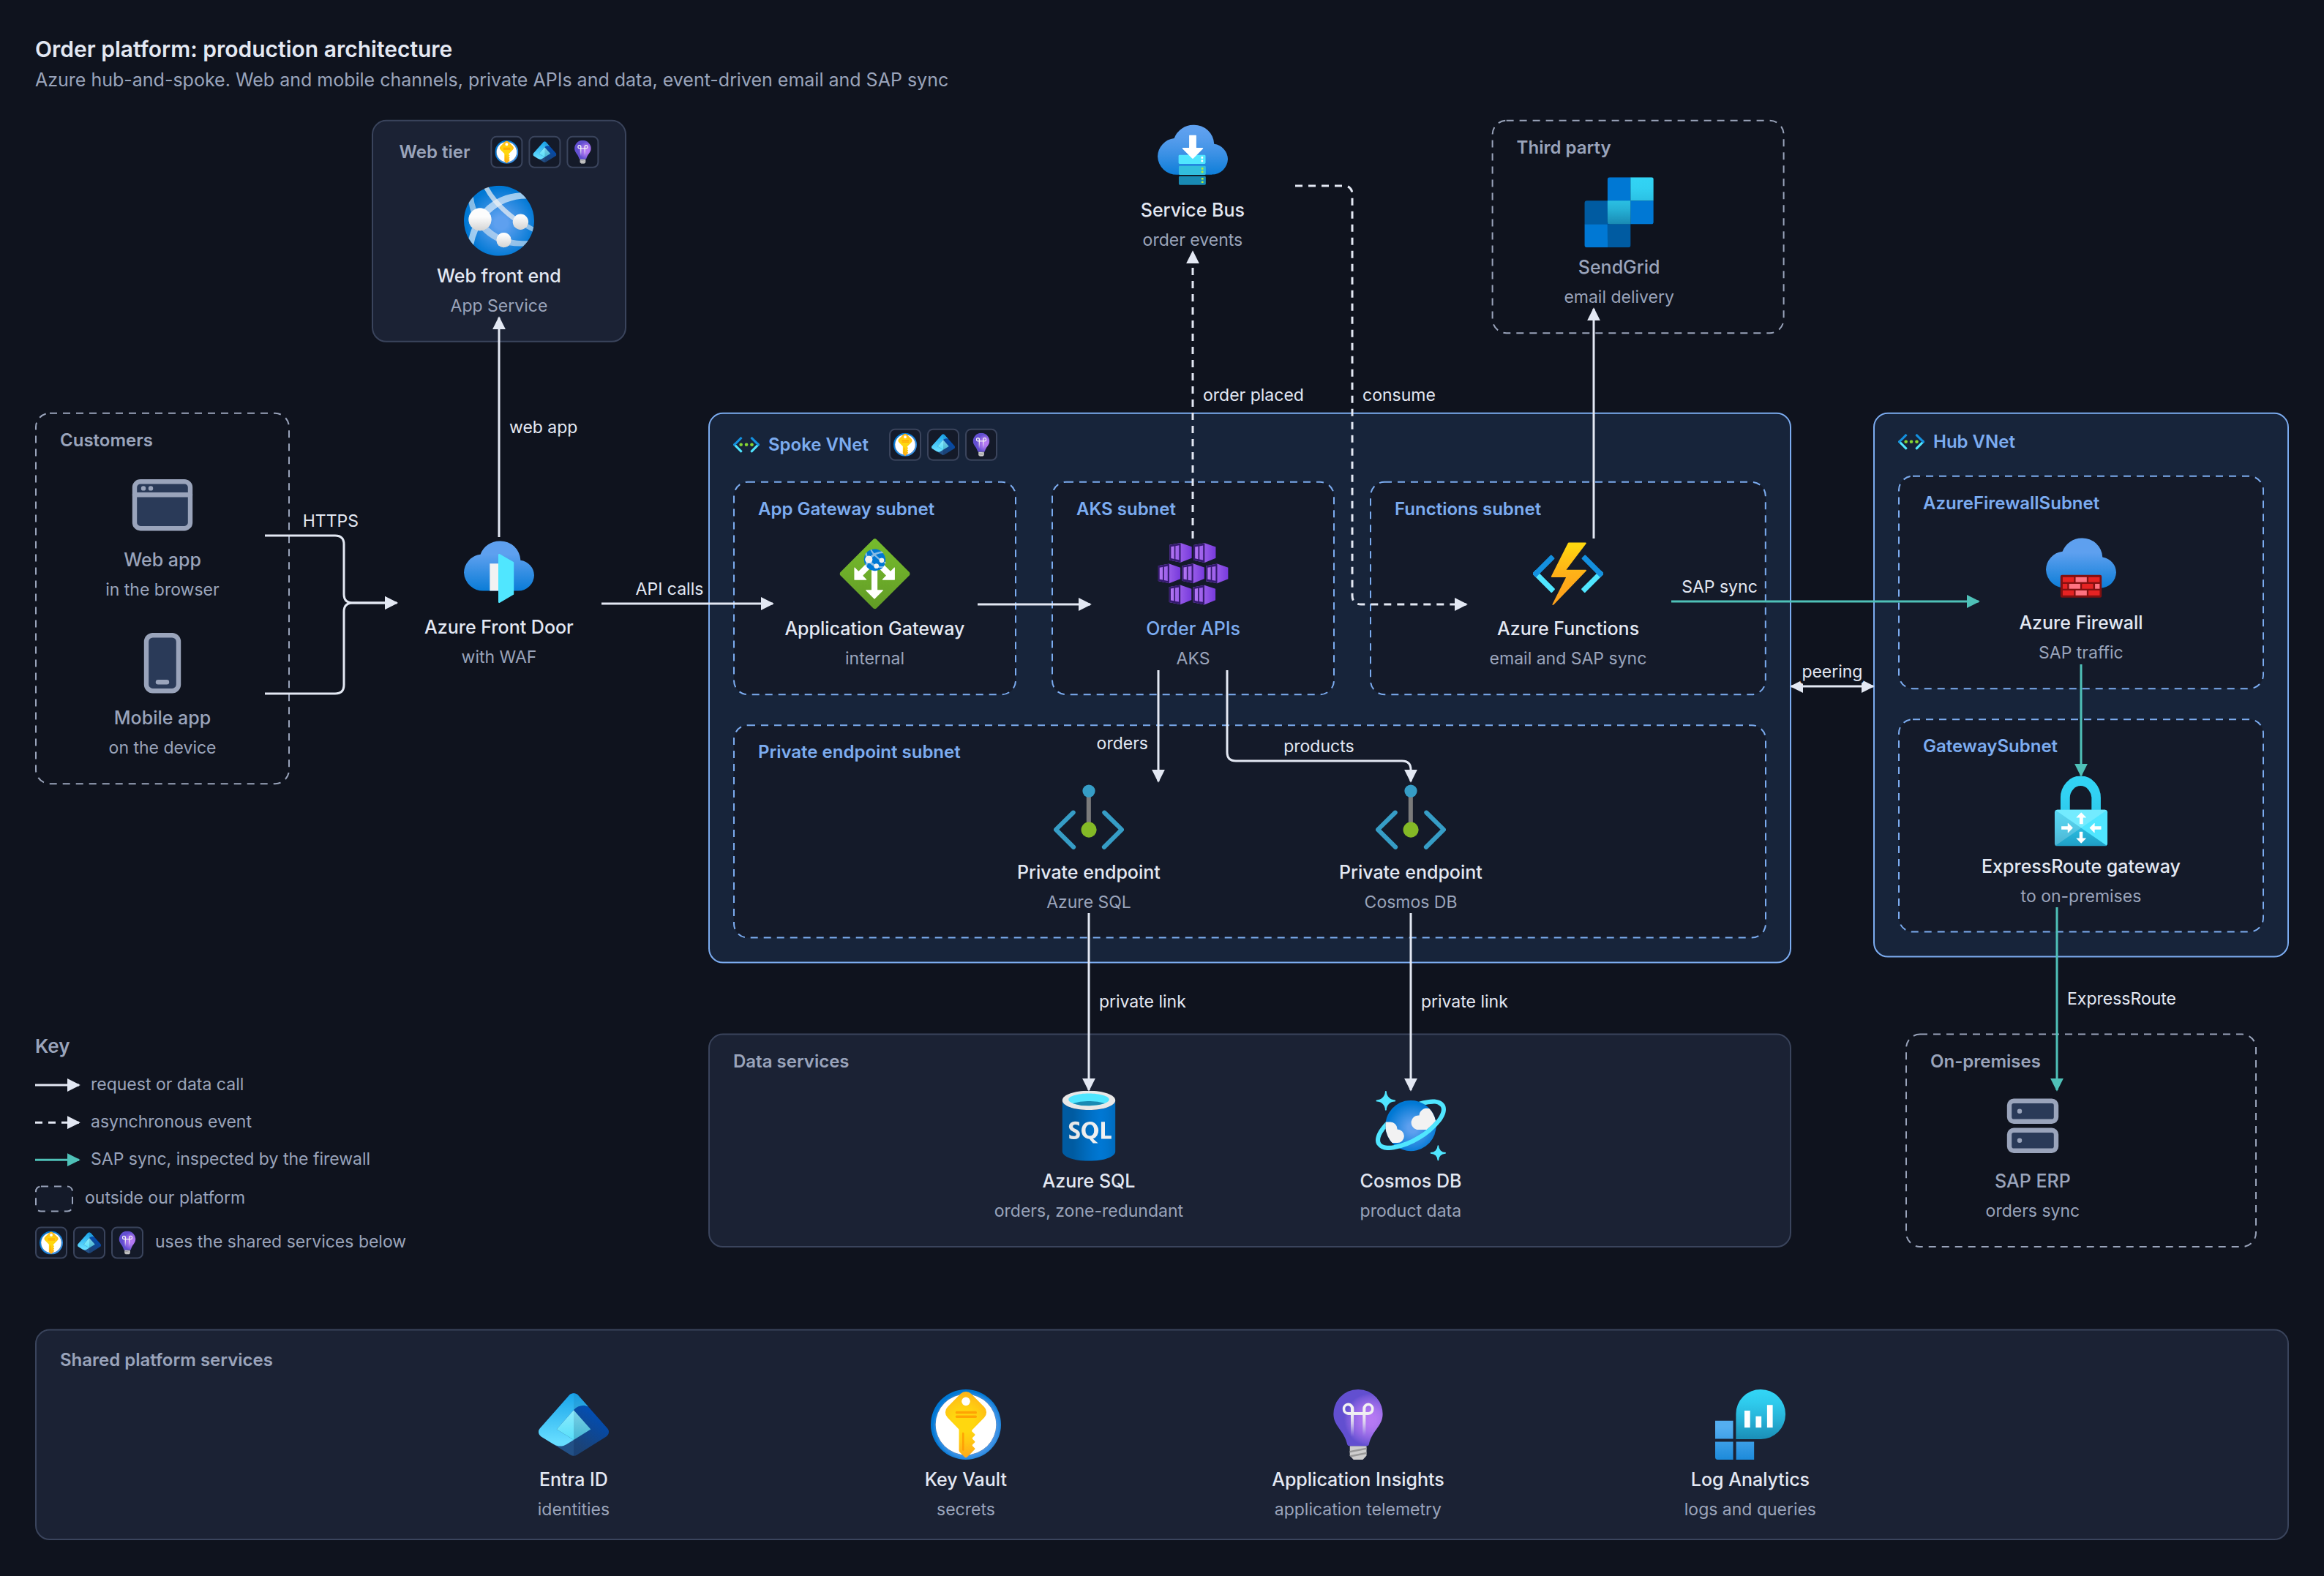 Order platform: production architecture
Azure hub-and-spoke. Web and mobile channels, private APIs and data, event-driven email and SAP sync
Web tier
Web front end
App Service
Service Bus
order events
Third party
SendGrid
email delivery
web app
order placed
consume
Customers
Web app
in the browser
Mobile app
on the device
HTTPS
Azure Front Door
with WAF
API calls
Spoke VNet
App Gateway subnet
Application Gateway
internal
AKS subnet
Order APIs
AKS
Functions subnet
Azure Functions
email and SAP sync
SAP sync
peering
Hub VNet
AzureFirewallSubnet
Azure Firewall
SAP traffic
GatewaySubnet
ExpressRoute gateway
to on-premises
Private endpoint subnet
orders
products
Private endpoint
Azure SQL
Private endpoint
Cosmos DB
private link
private link
ExpressRoute
Data services
SQL
Azure SQL
orders, zone-redundant
Cosmos DB
product data
On-premises
SAP ERP
orders sync
Key
request or data call
asynchronous event
SAP sync, inspected by the firewall
outside our platform
uses the shared services below
Shared platform services
Entra ID
identities
Key Vault
secrets
Application Insights
application telemetry
Log Analytics
logs and queries